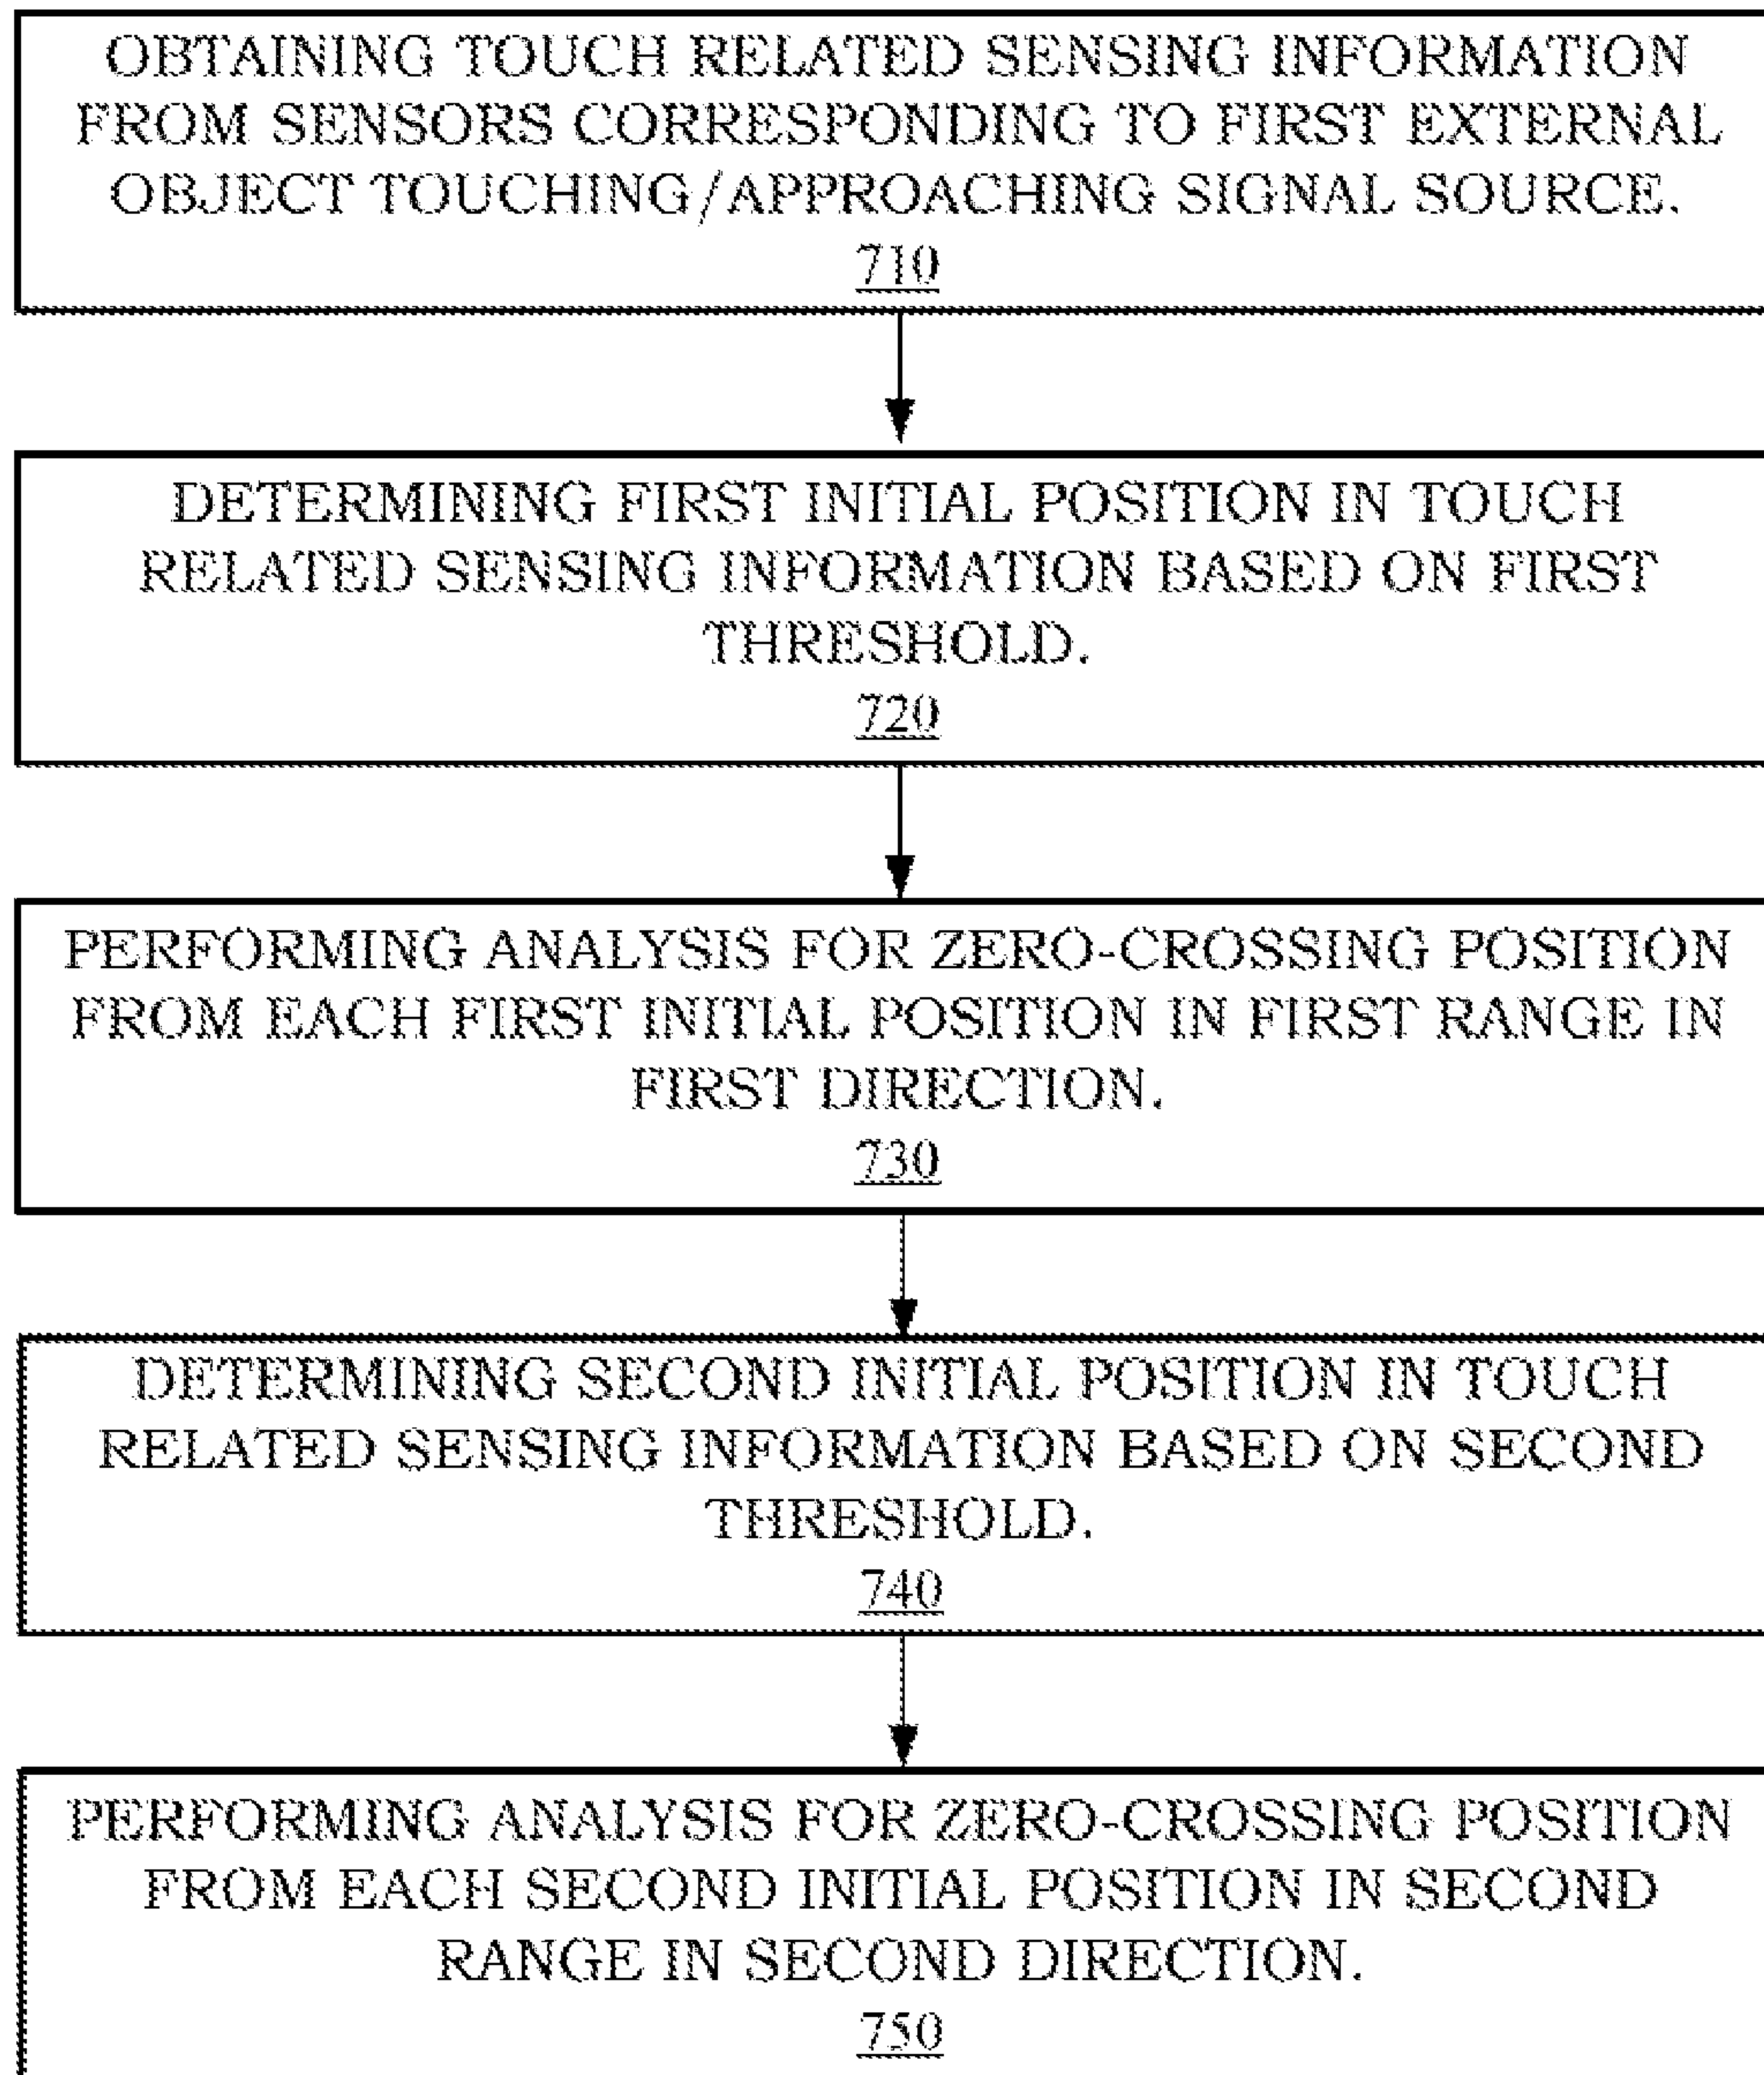 OBTAINING TOUCH RELATED SENSING INFORMATION
FROM SENSORS CORRESPONDING TO FIRST EXTERNAL
OBJECT TOUCHING/APPROACHING SIGNAL SOURCE.
710
DETERMINING FIRST INITIAL POSITION IN TOUCH
RELATED SENSING INFORMATION BASED ON FIRST
THRESHOLD.
720
PERFORMING ANALYSIS FOR ZERO-CROSSING POSITION
FROM EACH FIRST INITIAL POSITION IN FIRST RANGE IN
FIRST DIRECTION.
730
DETERMINING SECOND INITIAL POSITION IN TOUCH
RELATED SENSING INFORMATION BASED ON SECOND
THRESHOLD.
740
PERFORMING ANALYSIS FOR ZERO-CROSSING POSITION
FROM EACH SECOND INITIAL POSITION IN SECOND
RANGE IN SECOND DIRECTION.
750